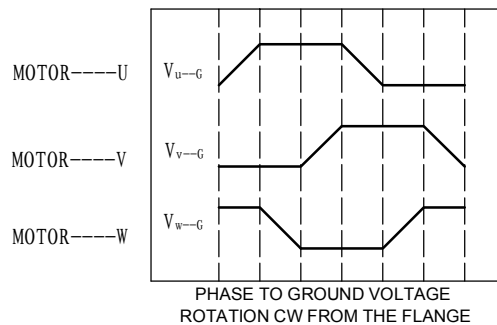 MOTOR----U Vu--G
MOTOR----V Vv--G
MOTOR----W Vw--G
PHASE TO GROUND VOLTAGE
ROTATION CW FROM THE FLANGE